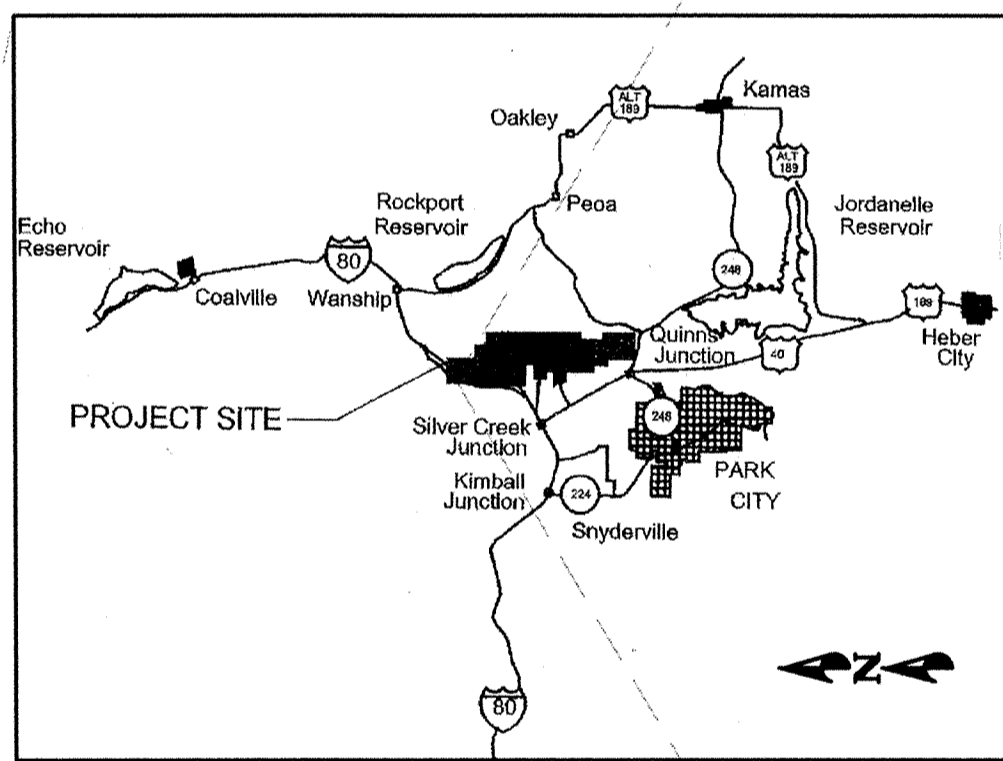 Kamas
ALT
189
Oakley
ALT
189
Rockport
Reservoir
Peoa
Jordanelle
Reservoir
Echo
Reservoir
80
248
Coalville
Wanship
189
Heber
City
Quinns
Junction
40
PROJECT SITE
Silver Creek
Junction
248
Kimball
Junction
PARK
CITY
224
Snyderville
N
80